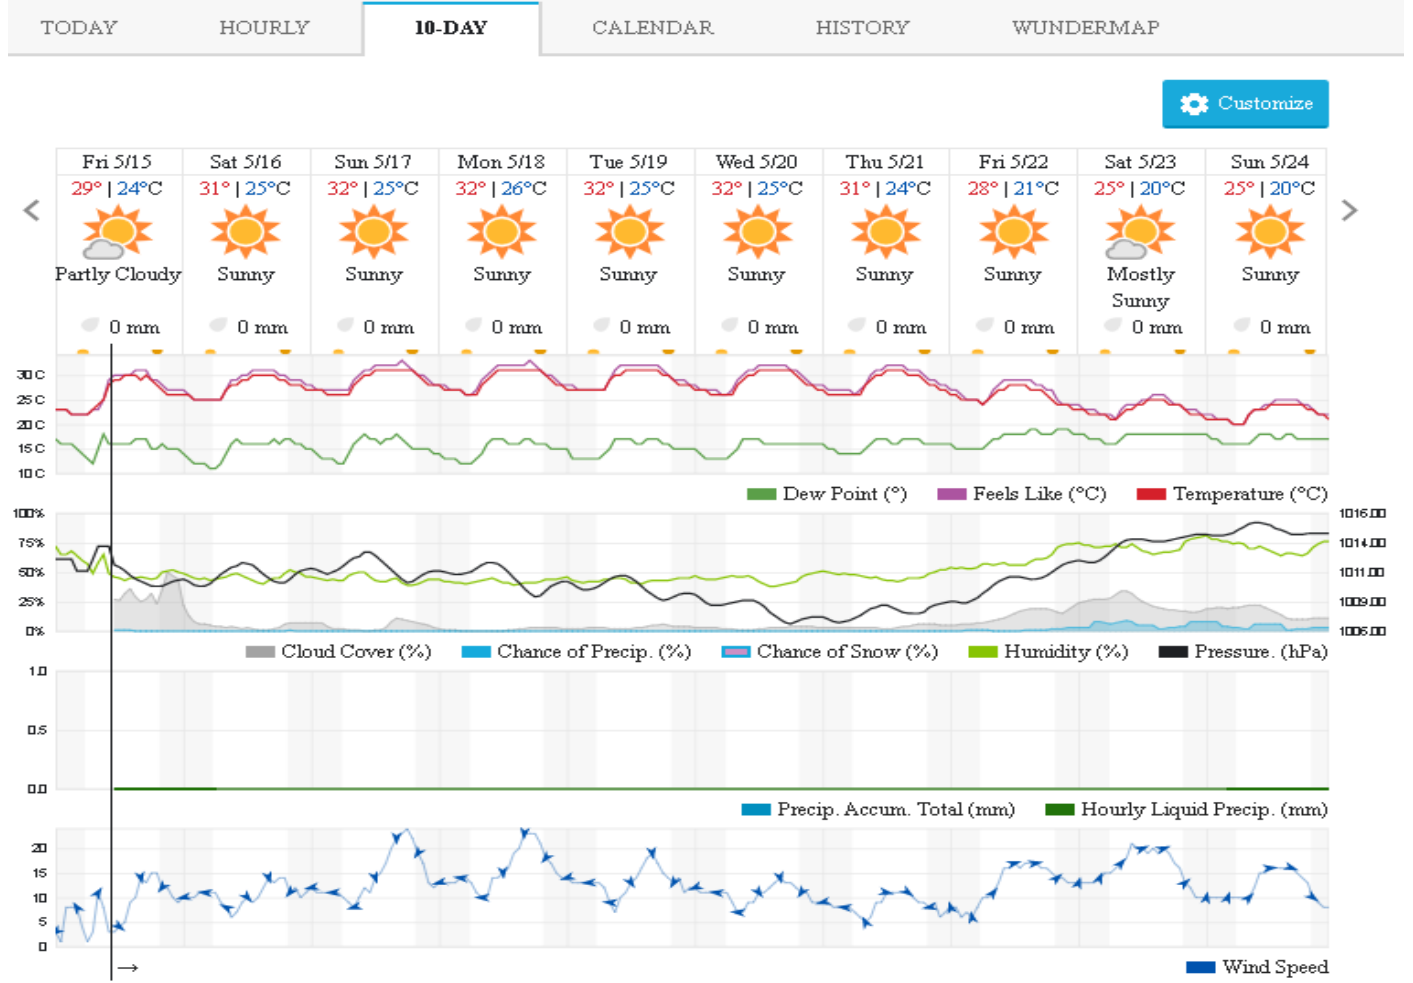 TODAY HOURLY 10-DAY CALENDAR HISTORY WUNDERMAP
Customize
Fri 5/15 Sat 5/16 Sun 5/17 Mon 5/18 Tue 5/19 Wed 5/20 Thu 5/21 Fri 5/22 Sat 5/23 Sun 5/24
29° | 24°C 31° | 25°C 32° | 25°C 32° | 26°C 32° | 25°C 32° | 25°C 31° | 24°C 28° | 21°C 25° | 20°C 25° | 20°C
Partly Cloudy Sunny Sunny Sunny Sunny Sunny Sunny Sunny Mostly Sunny
Sunny
0 mm 0 mm 0 mm 0 mm 0 mm 0 mm 0 mm 0 mm 0 mm 0 mm
30 C
25 C
20 C
15 C
10 C
Dew Point (°) Feels Like (°C) Temperature (°C)
100% 1016.00
75% 1014.00
50% 1011.00
25% 1009.00
0% 1006.00
Cloud Cover (%) Chance of Precip. (%) Chance of Snow (%) Humidity (%) Pressure. (hPa)
1.0
0.5
0.0
Precip. Accum. Total (mm) Hourly Liquid Precip. (mm)
20
15
10
5
0
→
Wind Speed